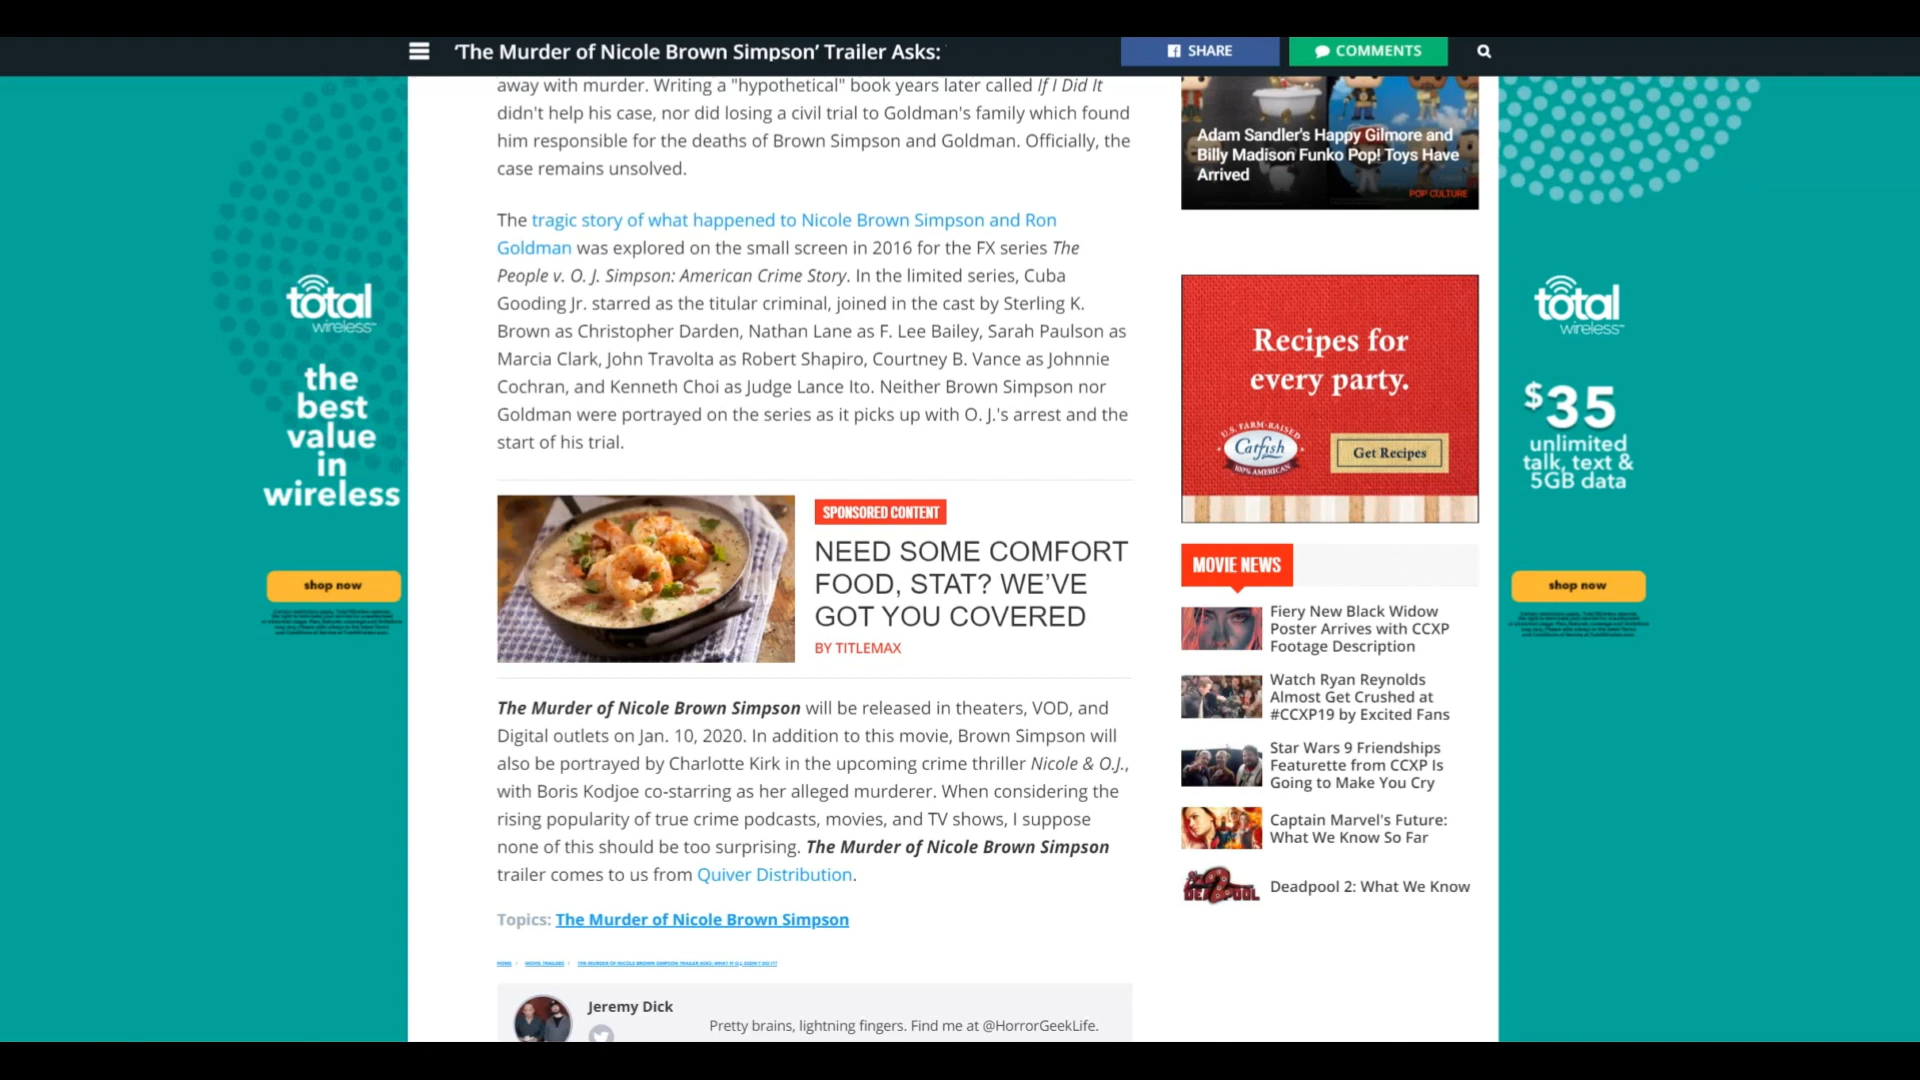 ‘The Murder of Nicole Brown Simpson’ Trailer Asks:
SHARE
COMMENTS
away with murder. Writing a "hypothetical" book years later called If I Did It
didn't help his case, nor did losing a civil trial to Goldman's family which found
him responsible for the deaths of Brown Simpson and Goldman. Officially, the
case remains unsolved.
The tragic story of what happened to Nicole Brown Simpson and Ron
Goldman was explored on the small screen in 2016 for the FX series The
People v. O. J. Simpson: American Crime Story. In the limited series, Cuba
Gooding Jr. starred as the titular criminal, joined in the cast by Sterling K.
Brown as Christopher Darden, Nathan Lane as F. Lee Bailey, Sarah Paulson as
Marcia Clark, John Travolta as Robert Shapiro, Courtney B. Vance as Johnnie
Cochran, and Kenneth Choi as Judge Lance Ito. Neither Brown Simpson nor
Goldman were portrayed on the series as it picks up with O. J.'s arrest and the
start of his trial.
SPONSORED CONTENT
NEED SOME COMFORT
FOOD, STAT? WE’VE
GOT YOU COVERED
BY TITLEMAX
The Murder of Nicole Brown Simpson will be released in theaters, VOD, and
Digital outlets on Jan. 10, 2020. In addition to this movie, Brown Simpson will
also be portrayed by Charlotte Kirk in the upcoming crime thriller Nicole & O.J.,
with Boris Kodjoe co-starring as her alleged murderer. When considering the
rising popularity of true crime podcasts, movies, and TV shows, I suppose
none of this should be too surprising. The Murder of Nicole Brown Simpson
trailer comes to us from Quiver Distribution.
Topics: The Murder of Nicole Brown Simpson
HOME / MOVIE TRAILERS / THE MURDER OF NICOLE BROWN SIMPSON TRAILER ASKS: WHAT IF O.J. DIDN'T DO IT?
Jeremy Dick
Pretty brains, lightning fingers. Find me at @HorrorGeekLife.
Adam Sandler's Happy Gilmore and
Billy Madison Funko Pop! Toys Have
Arrived
POP CULTURE
Recipes for
every party.
U.S. FARM-RAISED
Catfish
100% AMERICAN
Get Recipes
MOVIE NEWS
Fiery New Black Widow
Poster Arrives with CCXP
Footage Description
Watch Ryan Reynolds
Almost Get Crushed at
#CCXP19 by Excited Fans
Star Wars 9 Friendships
Featurette from CCXP Is
Going to Make You Cry
Captain Marvel's Future:
What We Know So Far
DEADPOOL
Deadpool 2: What We Know
total
wireless
the
best
value
in
wireless
shop now
total
wireless
$35
unlimited
talk, text &
5GB data
shop now